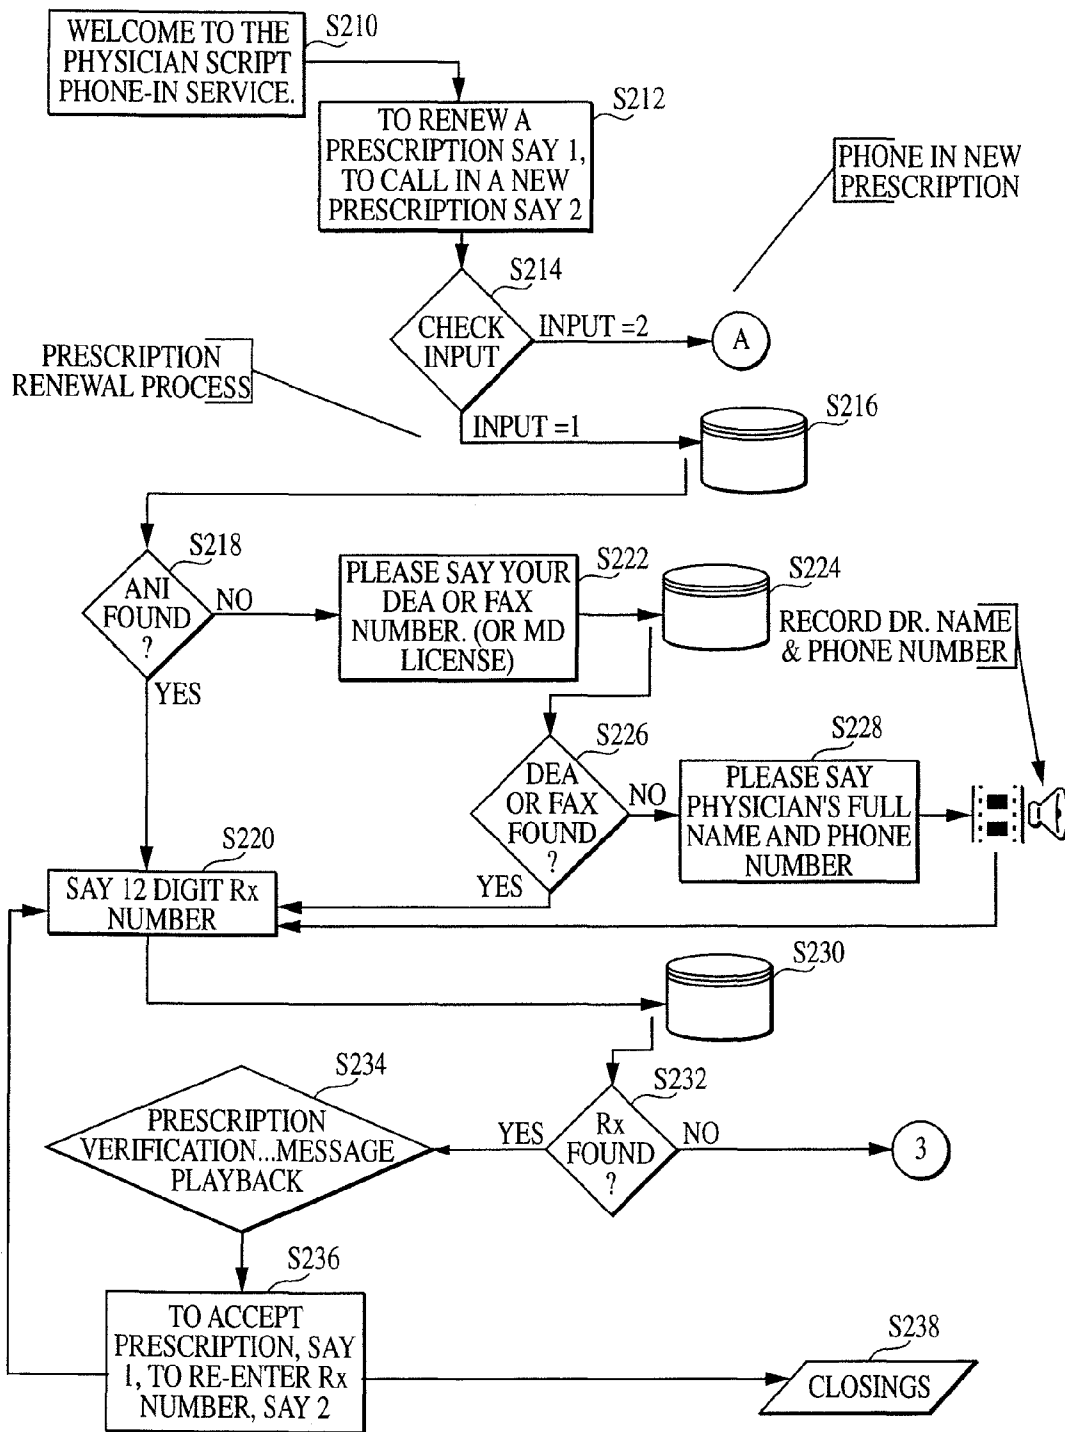 S210
WELCOME TO THE
PHYSICIAN SCRIPT
PHONE-IN SERVICE.
S212
TO RENEW A
PRESCRIPTION SAY 1,
TO CALL IN A NEW
PRESCRIPTION SAY 2
PHONE IN NEW
PRESCRIPTION
S214
CHECK
INPUT
INPUT =2
A
PRESCRIPTION
RENEWAL PROCESS
INPUT =1
S216
S218
ANI
FOUND
?
NO
YES
S222
PLEASE SAY YOUR
DEA OR FAX
NUMBER. (OR MD
LICENSE)
S224
RECORD DR. NAME
& PHONE NUMBER
S226
DEA
OR FAX
FOUND
?
NO
YES
S228
PLEASE SAY
PHYSICIAN'S FULL
NAME AND PHONE
NUMBER
S220
SAY 12 DIGIT Rx
NUMBER
S230
S232
Rx
FOUND
?
YES
NO
3
S234
PRESCRIPTION
VERIFICATION...MESSAGE
PLAYBACK
S236
TO ACCEPT
PRESCRIPTION, SAY
1, TO RE-ENTER Rx
NUMBER, SAY 2
S238
CLOSINGS